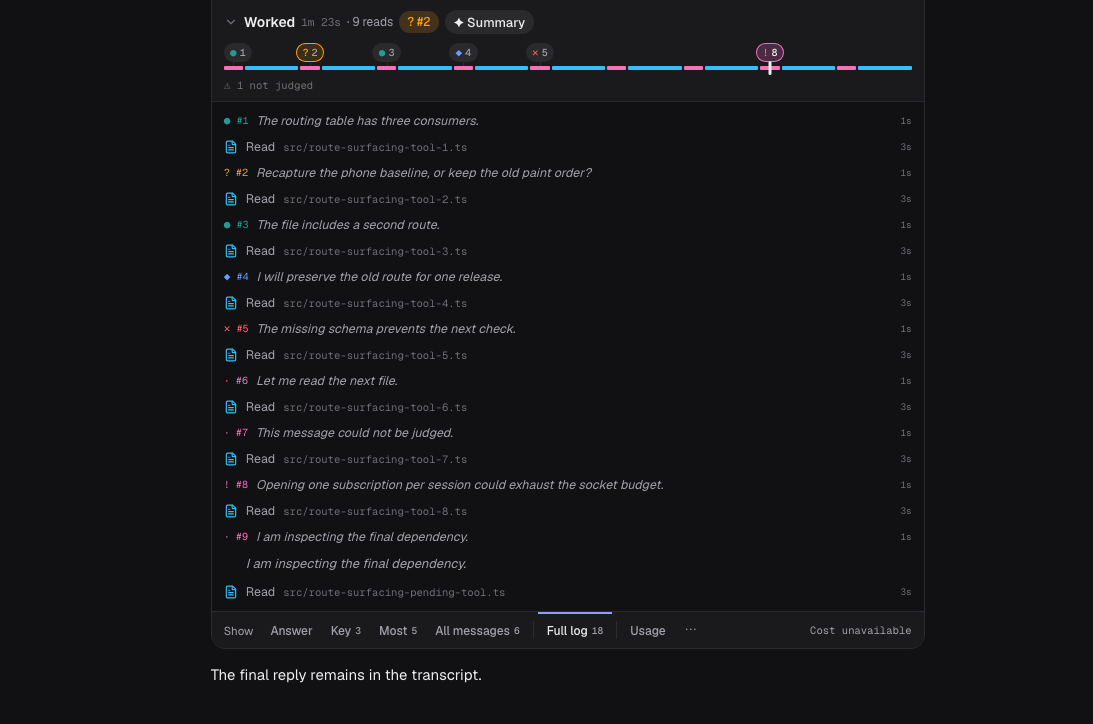 Worked 1m 23s · 9 reads ? #2 Summary
1 ? 2 3 4 × 5 ! 8
⚠ 1 not judged
#1 The routing table has three consumers. 1s
Read src/route-surfacing-tool-1.ts 3s
? #2 Recapture the phone baseline, or keep the old paint order? 1s
Read src/route-surfacing-tool-2.ts 3s
#3 The file includes a second route. 1s
Read src/route-surfacing-tool-3.ts 3s
#4 I will preserve the old route for one release. 1s
Read src/route-surfacing-tool-4.ts 3s
× #5 The missing schema prevents the next check. 1s
Read src/route-surfacing-tool-5.ts 3s
· #6 Let me read the next file. 1s
Read src/route-surfacing-tool-6.ts 3s
· #7 This message could not be judged. 1s
Read src/route-surfacing-tool-7.ts 3s
! #8 Opening one subscription per session could exhaust the socket budget. 1s
Read src/route-surfacing-tool-8.ts 3s
· #9 I am inspecting the final dependency. 1s
I am inspecting the final dependency.
Read src/route-surfacing-pending-tool.ts 3s
Show Answer Key 3 Most 5 All messages 6 Full log 18 Usage ··· Cost unavailable
The final reply remains in the transcript.